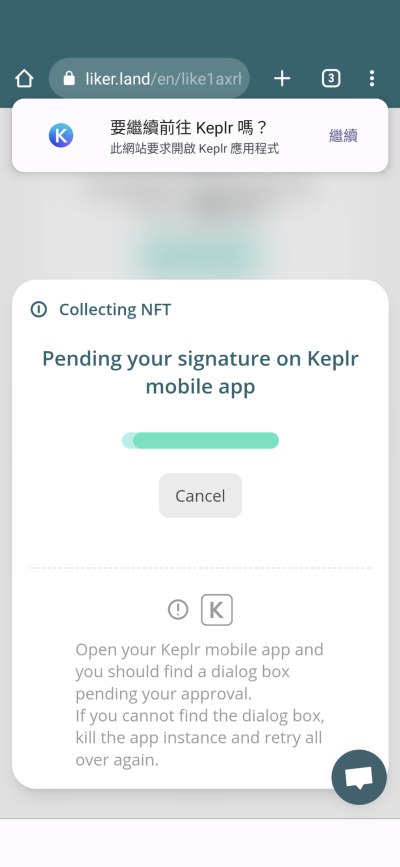 liker.land/en/like1axrl
3
要繼續前往 Keplr 嗎？
此網站要求開啟 Keplr 應用程式
繼續
Collecting NFT
Pending your signature on Keplr
mobile app
Cancel
K
Open your Keplr mobile app and
you should find a dialog box
pending your approval.
If you cannot find the dialog box,
kill the app instance and retry all
over again.